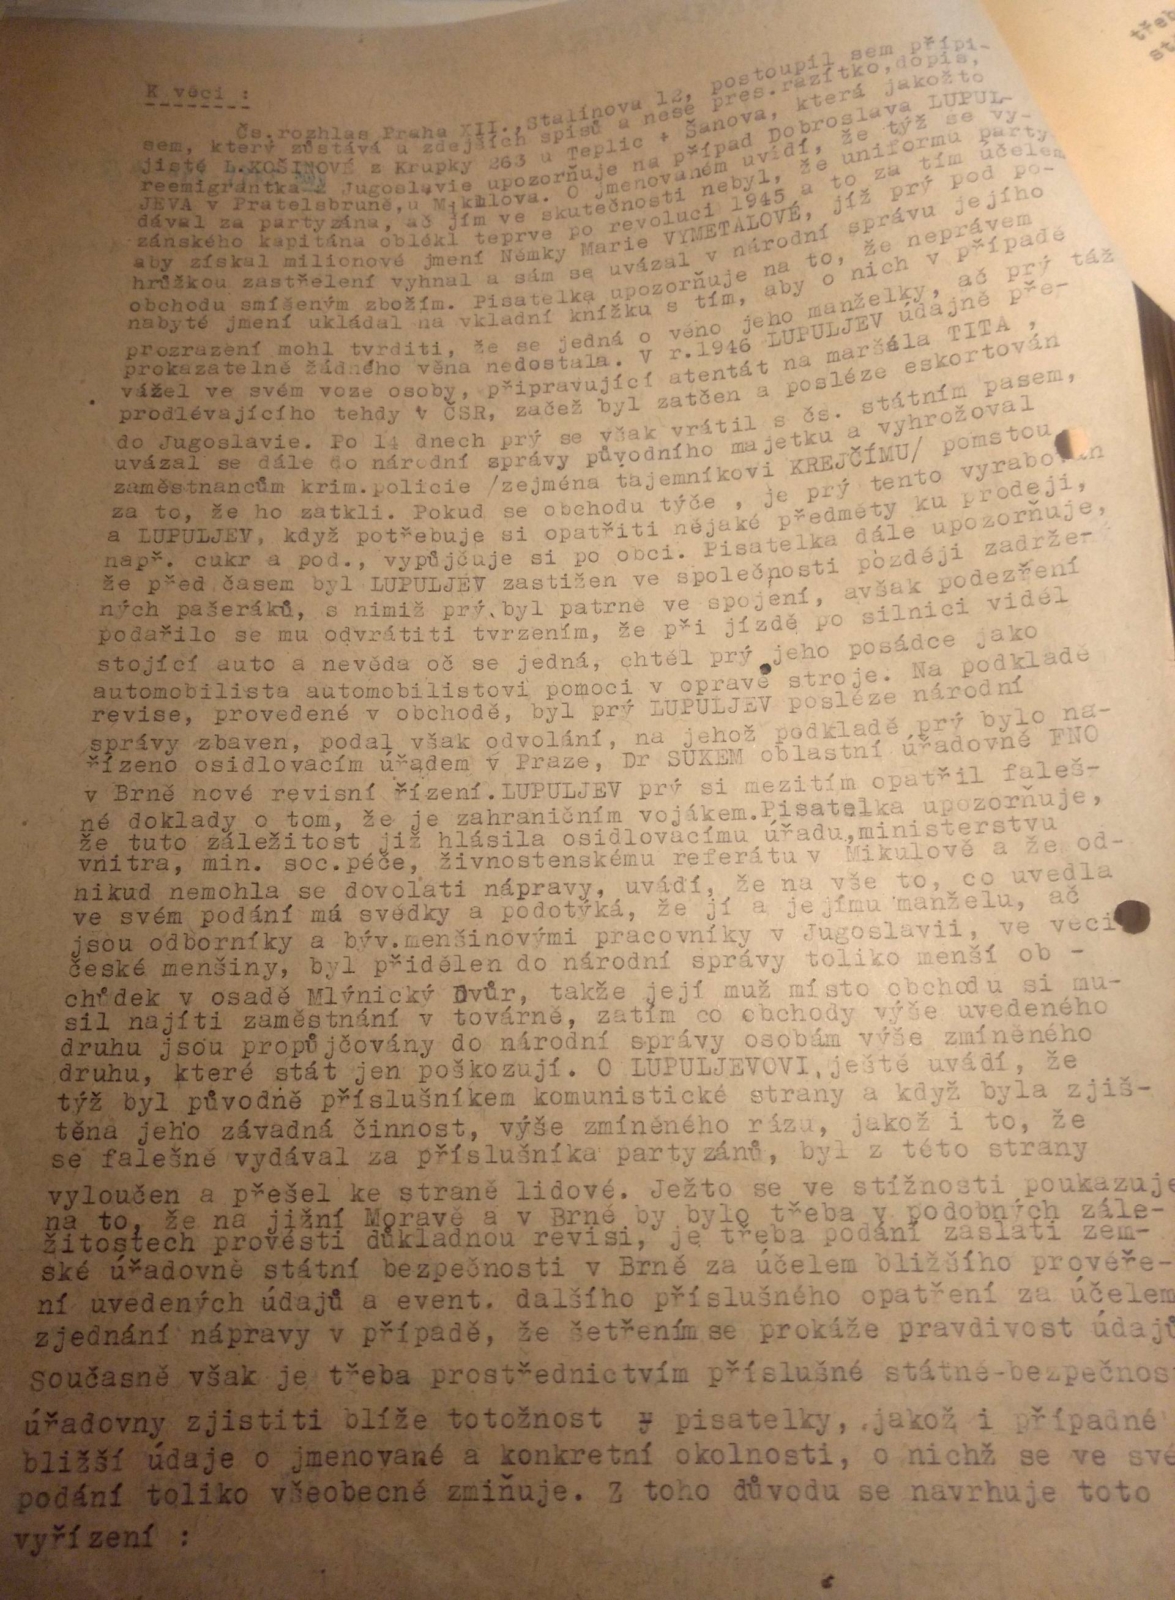 K věci :
Čs.rozhlas Praha XII., Stalinova 12, postoupil sem přípi-
sem, který zůstává u zdejších spisů a nese pres.razítko,dopis,
jisté L.KOŠINOVÉ z Krupky 263 u Teplic + Šanova, která jakožto
reemigrántka z Jugoslavie upozorňuje na případ Dobroslava LUPUL-
JEVA v Pratelsbruně,u Mikulova. O jmenovaném uvídí, že týž se vy-
dával za partyzána, ač jím ve skutečnosti nebyl, že uniformu party-
zánského kapitána oblékl teprve po revoluci 1945 a to za tím účelem
aby získal milionové jmění Němky Marie VYMETALOVÉ, jíž prý pod po-
hrůžkou zastřelení vyhnal a sám se uvázal v národní správu jejího
obchodu smíšeným zbožím. Pisatelka upozorňuje na to, že neprávem
nabyté jmení ukládal na vkladní knížku s tím, aby o nich v případě
prozrazení mohl tvrditi, že se jedná o věno jeho manželky, ač prý táž
prokazatelně žádného věna nedostala. V r.1946 LUPULJEV údajně pře-
vážel ve svém voze osoby, připravující atentát na maršála TITA ,
prodlévajícího tehdy v ČSR, začež byl zatčen a posléze eskortován
do Jugoslavie. Po 14 dnech prý se však vrátil s čs. státním pasem,
uvázal se dále do národní správy původního majetku a vyhrožoval
zaměstnancům krim.policie /zejména tajemníkovi KREJČÍMU/ pomstou
za to, že ho zatkli. Pokud se obchodu týče , je prý tento vyrabován
a LUPULJEV, když potřebuje si opatřiti nějaké předměty ku prodeji,
např. cukr a pod., vypůjčuje si po obci. Pisatelka dále upozorňuje,
že před časem byl LUPULJEV zastižen ve společnosti později zadrže-
ných pašeráků, s nimiž prý byl patrně ve spojení, avšak podezření
podařilo se mu odvrátiti tvrzením, že při jízdě po silnici viděl
stojící auto a nevěda oč se jedná, chtěl prý jeho posádce jako
automobilista automobilistovi pomoci v opravě stroje. Na podkladě
revise, provedené v obchodě, byl prý LUPULJEV posléze národní
správy zbaven, podal však odvolání, na jehož podkladě prý bylo na-
řízeno osidlovacím úřadem v Praze, Dr SUKEM oblastní úřadovně FNO
v Brně nové revisní řízení.LUPULJEV prý si mezitím opatřil faleš-
né doklady o tom, že je zahraničním vojákem.Pisatelka upozorňuje,
že tuto záležitost již hlásila osidlovacímu úřadu,ministerstvu
vnitra, min. soc.péče, živnostenskému referátu v Mikulově a že od-
nikud nemohla se dovolati nápravy, uvádí, že na vše to, co uvedla
ve svém podání má svědky a podotýká, že jí a jejímu manželu, ač
jsou odborníky a býv.menšinovými pracovníky v Jugoslavii, ve věci
české menšiny, byl přidělen do národní správy toliko menší ob -
chůdek v osadě Mlýnický Dvůr, takže její muž místo obchodu si mu-
sil najíti zaměstnání v továrně, zatím co obchody výše uvedeného
druhu jsou propůjčovány do národní správy osobám výše zmíněného
druhu, které stát jen poškozují. O LUPULJEVOVI ještě uvádí, že
týž byl původně příslušníkem komunistické strany a když byla zjiš-
těna jeho závadná činnost, výše zmíněného rázu, jakož i to, že
se falešně vydával za příslušníka partyzánů, byl z této strany
vyloučen a přešel ke straně lidové. Ježto se ve stížnosti poukazuje
na to, že na jižní Moravě a v Brně by bylo třeba v podobných zále-
žitostech provésti důkladnou revisi, je třeba podání zaslati zem-
ské úřadovně státní bezpečnosti v Brně za účelem bližšího prověře-
ní uvedených údajů a event. dalšího příslušného opatření za účelem
zjednání nápravy v případě, že šetřením se prokáže pravdivost údajů
Současně však je třeba prostřednictvím příslušné státně-bezpečnos
úřadovny zjistiti blíže totožnost pisatelky, jakož i případné
bližší údaje o jmenované a konkretní okolnosti, o nichž se ve své
podání toliko všeobecně zmiňuje. Z toho důvodu se navrhuje toto
vyřízení :